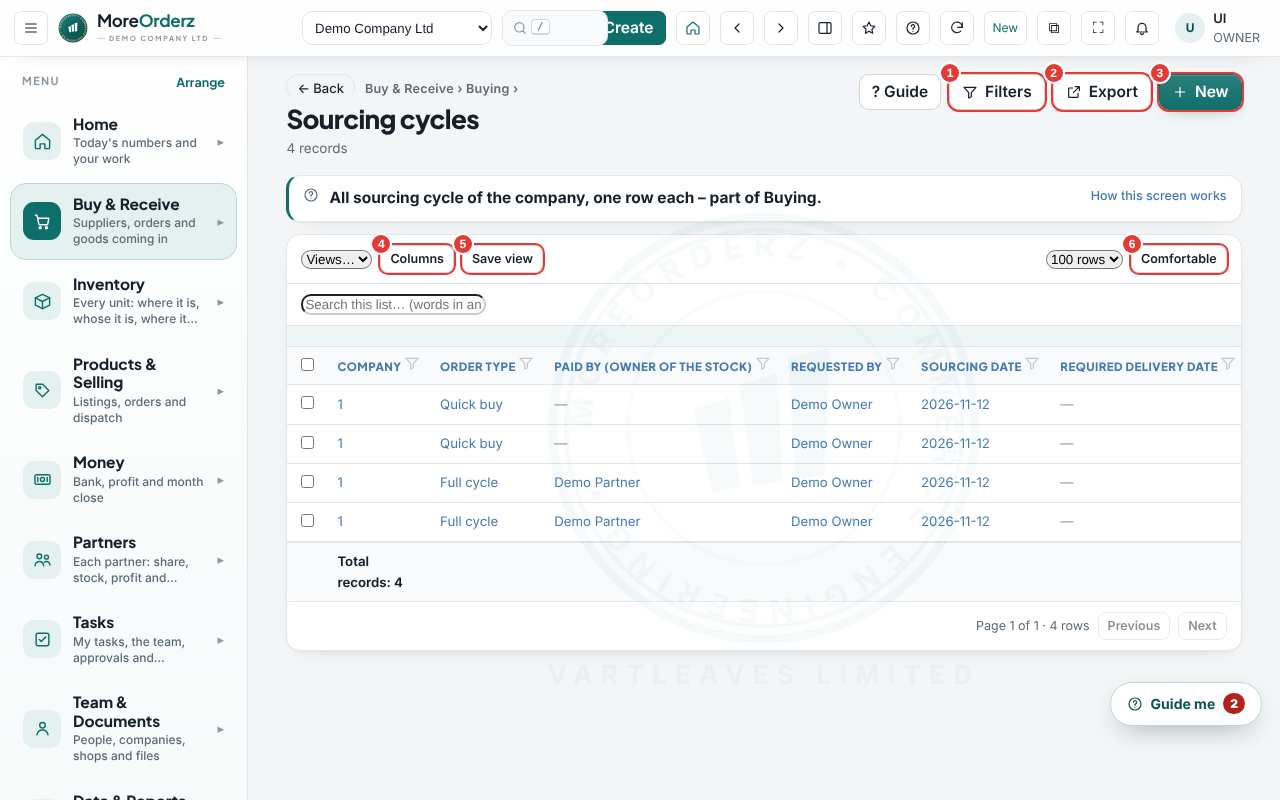 MoreOrderz
— DEMO COMPANY LTD —
Demo Company Ltd
/
Create
New
U
UI
OWNER
MENU
Arrange
Home
Today's numbers and
your work
Buy & Receive
Suppliers, orders and
goods coming in
Inventory
Every unit: where it is,
whose it is, where it...
Products &
Selling
Listings, orders and
dispatch
Money
Bank, profit and month
close
Partners
Each partner: share,
stock, profit and...
Tasks
My tasks, the team,
approvals and...
Team &
Documents
People, companies,
shops and files
Data & Reports
← Back
Buy & Receive › Buying ›
? Guide
1
Filters
2
Export
3
+ New
Sourcing cycles
4 records
All sourcing cycle of the company, one row each – part of Buying.
How this screen works
Views...
4
Columns
5
Save view
100 rows
6
Comfortable
Search this list... (words in an
COMPANY ORDER TYPE PAID BY (OWNER OF THE STOCK) REQUESTED BY SOURCING DATE REQUIRED DELIVERY DATE
1 Quick buy — Demo Owner 2026-11-12 —
1 Quick buy — Demo Owner 2026-11-12 —
1 Full cycle Demo Partner Demo Owner 2026-11-12 —
1 Full cycle Demo Partner Demo Owner 2026-11-12 —
Total
records: 4
Page 1 of 1 · 4 rows
Previous
Next
VARTLEAVES LIMITED
Guide me 2